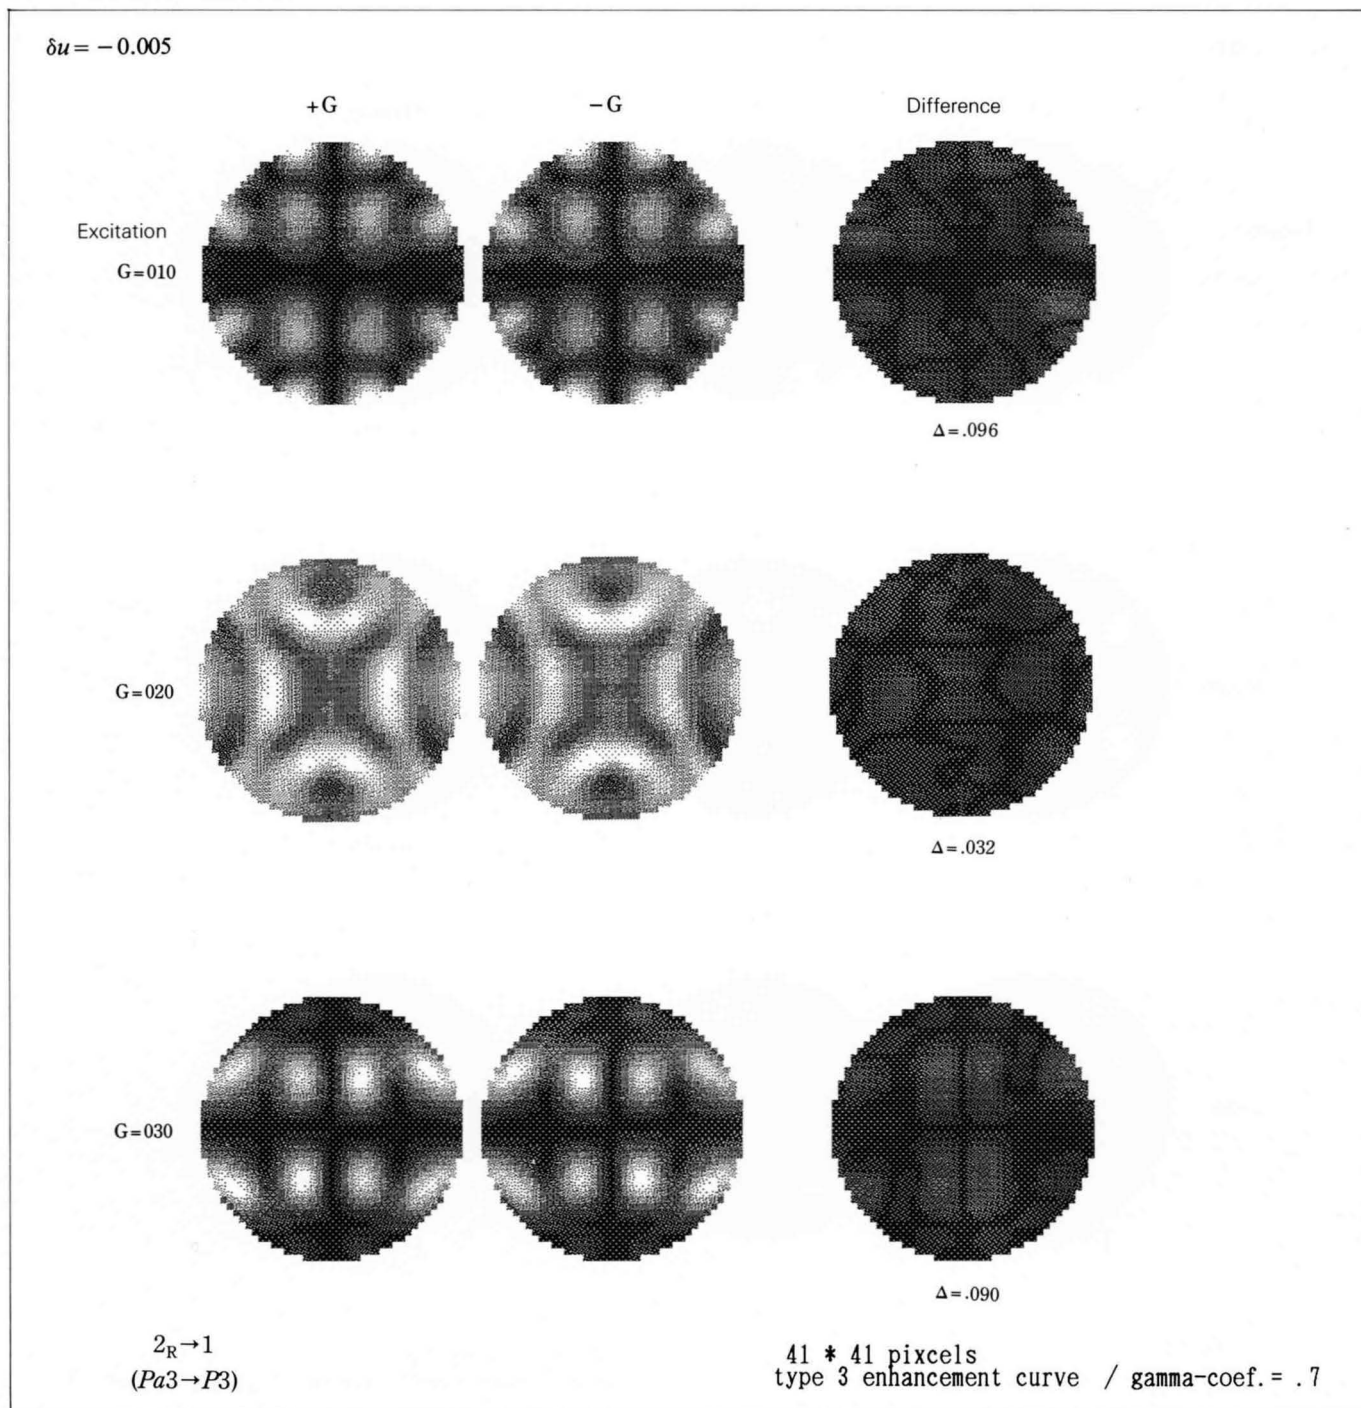 δu = −0.005
+G −G Difference
Excitation
G=010
Δ=.096
G=020
Δ=.032
G=030
Δ=.090
2R→1
(Pa3→P3)
41 * 41 pixcels
type 3 enhancement curve / gamma-coef. = .7